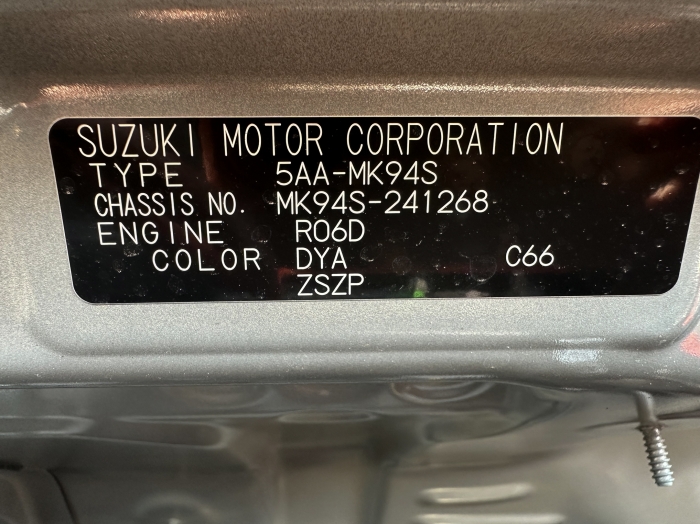 SUZUKI MOTOR CORPORATION
TYPE 5AA-MK94S
CHASSIS NO. MK94S-241268
ENGINE R06D
COLOR DYA C66
ZSZP